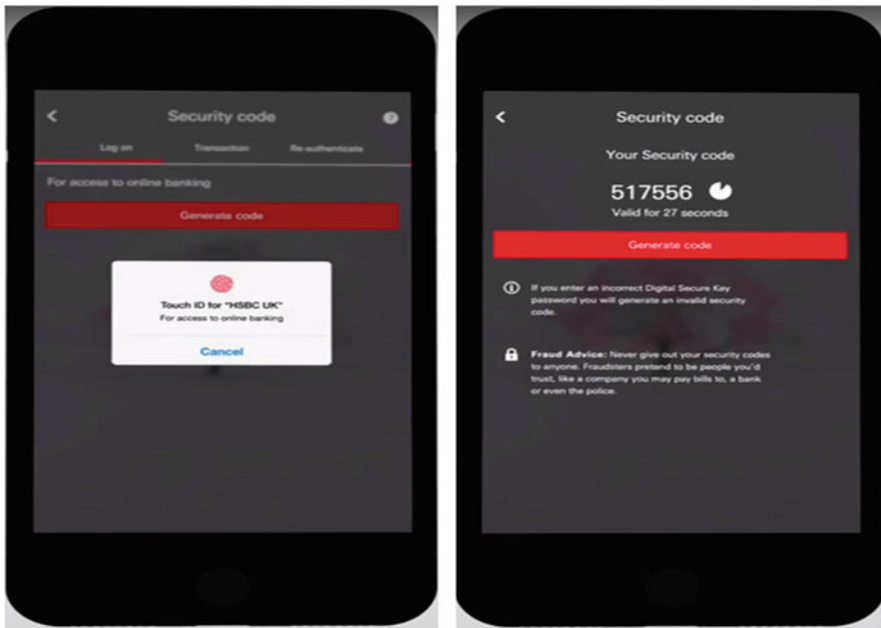 Security code
Log on Transaction Re-authenticate
For access to online banking
Generate code
Touch ID for "HSBC UK"
For access to online banking
Cancel
Security code
Your Security code
517556
Valid for 27 seconds
Generate code
If you enter an incorrect Digital Secure Key
password you will generate an invalid security
code.
Fraud Advice: Never give out your security codes
to anyone. Fraudsters pretend to be people you'd
trust, like a company you may pay bills to, a bank
or even the police.